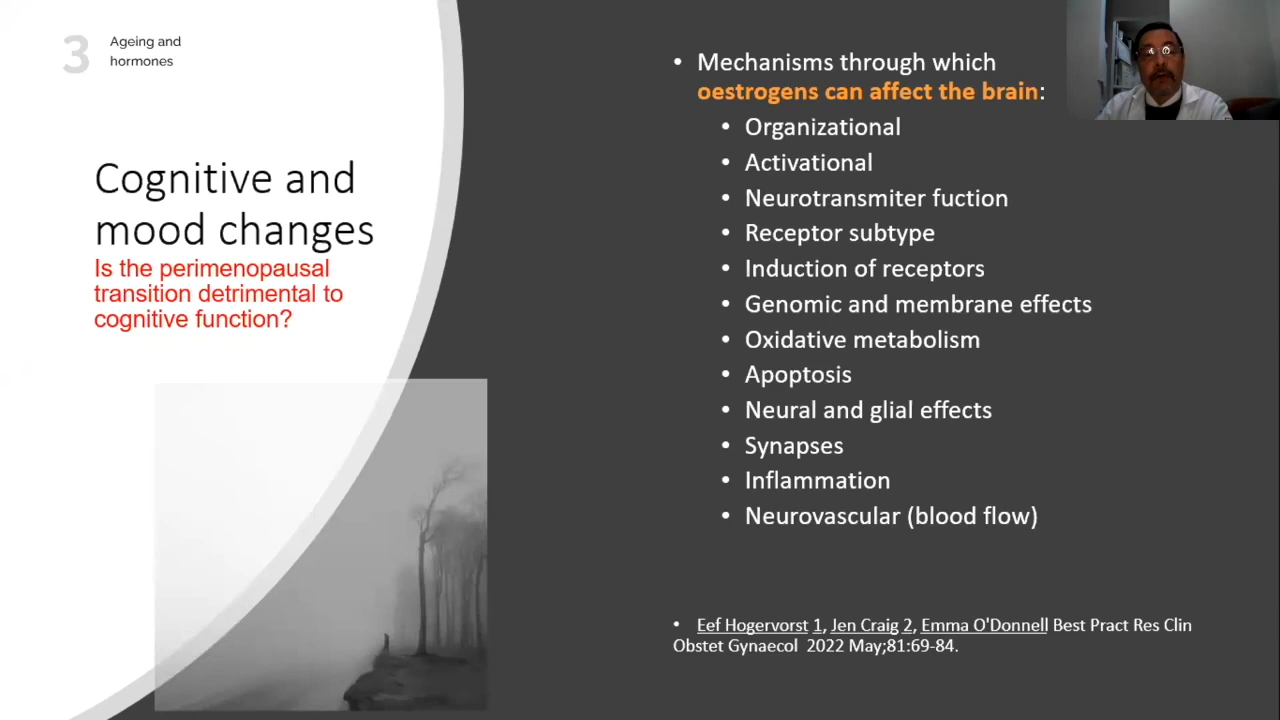 3
Ageing and
hormones
Cognitive and
mood changes
Is the perimenopausal
transition detrimental to
cognitive function?
• Mechanisms through which
oestrogens can affect the brain:
• Organizational
• Activational
• Neurotransmiter fuction
• Receptor subtype
• Induction of receptors
• Genomic and membrane effects
• Oxidative metabolism
• Apoptosis
• Neural and glial effects
• Synapses
• Inflammation
• Neurovascular (blood flow)
• Eef Hogervorst 1, Jen Craig 2, Emma O'Donnell Best Pract Res Clin
Obstet Gynaecol 2022 May;81:69-84.